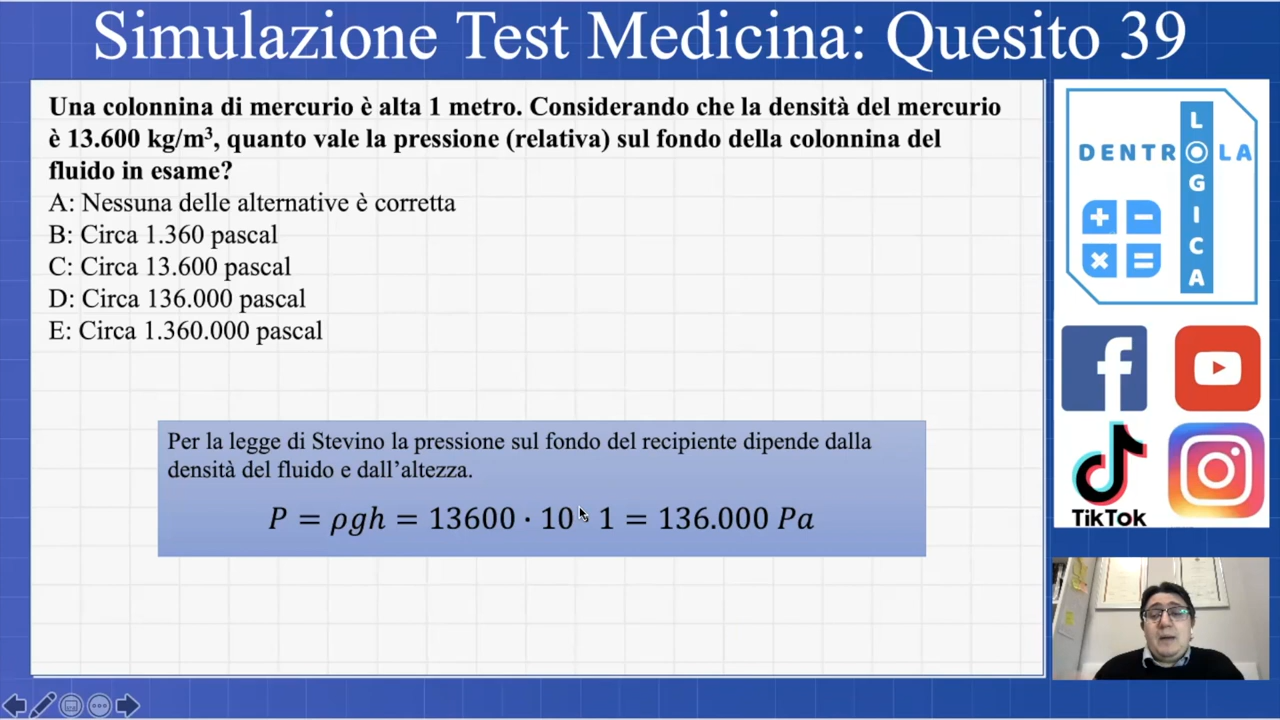 Simulazione Test Medicina: Quesito 39
Una colonnina di mercurio è alta 1 metro. Considerando che la densità del mercurio
è 13.600 kg/m³, quanto vale la pressione (relativa) sul fondo della colonnina del
fluido in esame?
A: Nessuna delle alternative è corretta
B: Circa 1.360 pascal
C: Circa 13.600 pascal
D: Circa 136.000 pascal
E: Circa 1.360.000 pascal
Per la legge di Stevino la pressione sul fondo del recipiente dipende dalla
densità del fluido e dall’altezza.
P = ρgh = 13600 · 10 · 1 = 136.000 Pa
DENTRO LA
LOGICA
TikTok